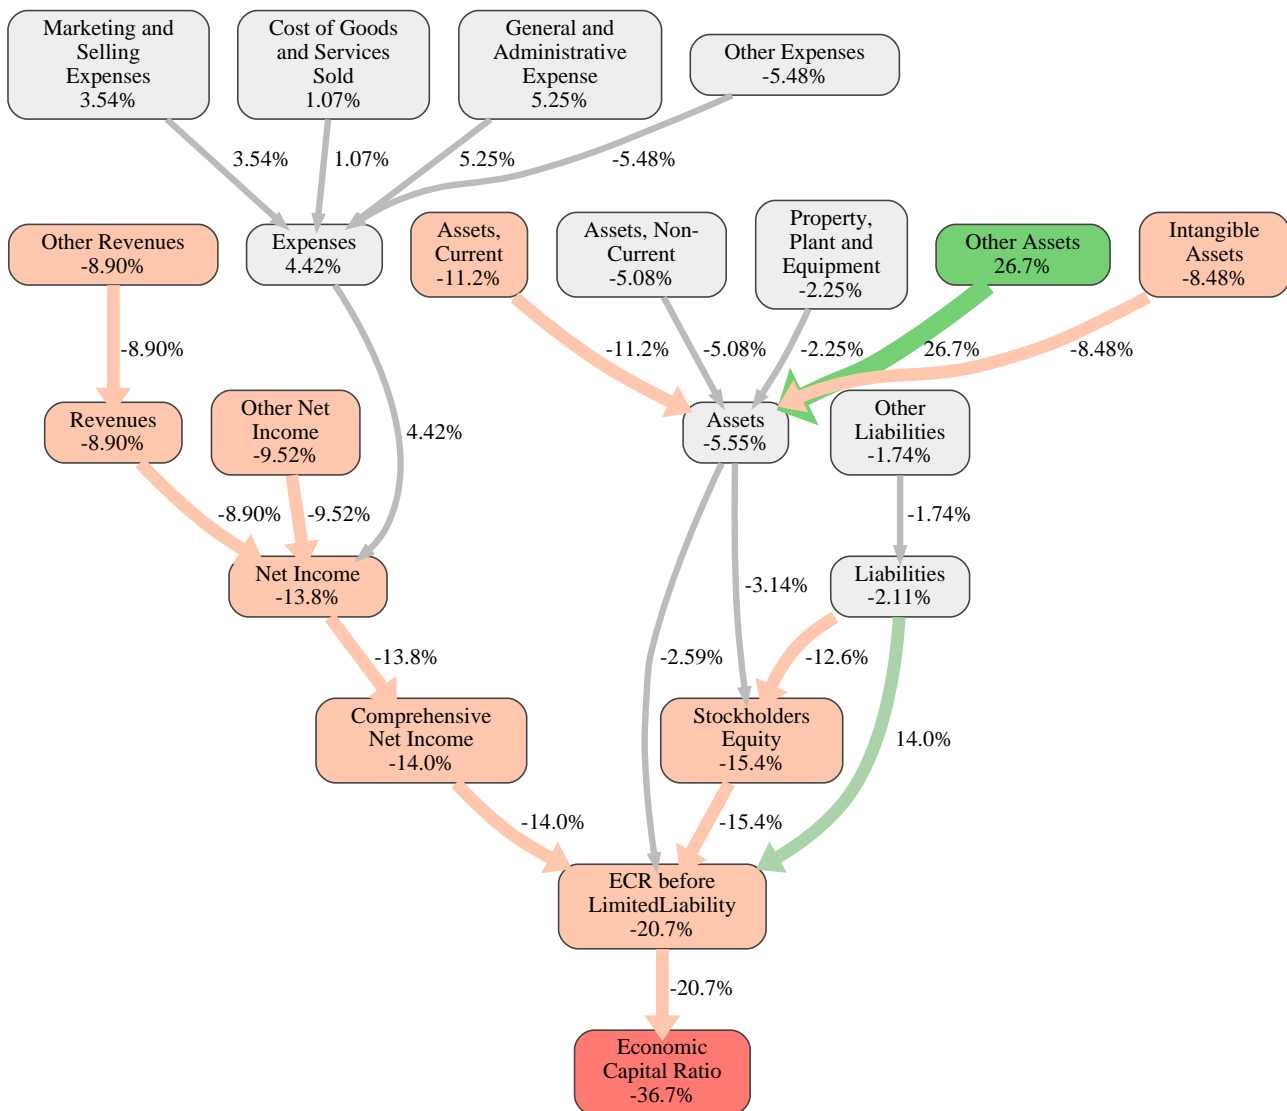 Marketing and
Selling
Expenses
3.54%
Cost of Goods
and Services
Sold
1.07%
General and
Administrative
Expense
5.25%
Other Expenses
-5.48%
3.54%
1.07%
5.25%
-5.48%
Other Revenues
-8.90%
Expenses
4.42%
Assets,
Current
-11.2%
Assets, Non-
Current
-5.08%
Property,
Plant and
Equipment
-2.25%
Other Assets
26.7%
Intangible
Assets
-8.48%
-8.90%
-11.2%
-5.08%
-2.25%
26.7%
-8.48%
Revenues
-8.90%
Other Net
Income
-9.52%
4.42%
Assets
-5.55%
Other
Liabilities
-1.74%
-8.90%
-9.52%
-1.74%
Net Income
-13.8%
-3.14%
Liabilities
-2.11%
-13.8%
-2.59%
-12.6%
Comprehensive
Net Income
-14.0%
Stockholders
Equity
-15.4%
14.0%
-14.0%
-15.4%
ECR before
LimitedLiability
-20.7%
-20.7%
Economic
Capital Ratio
-36.7%